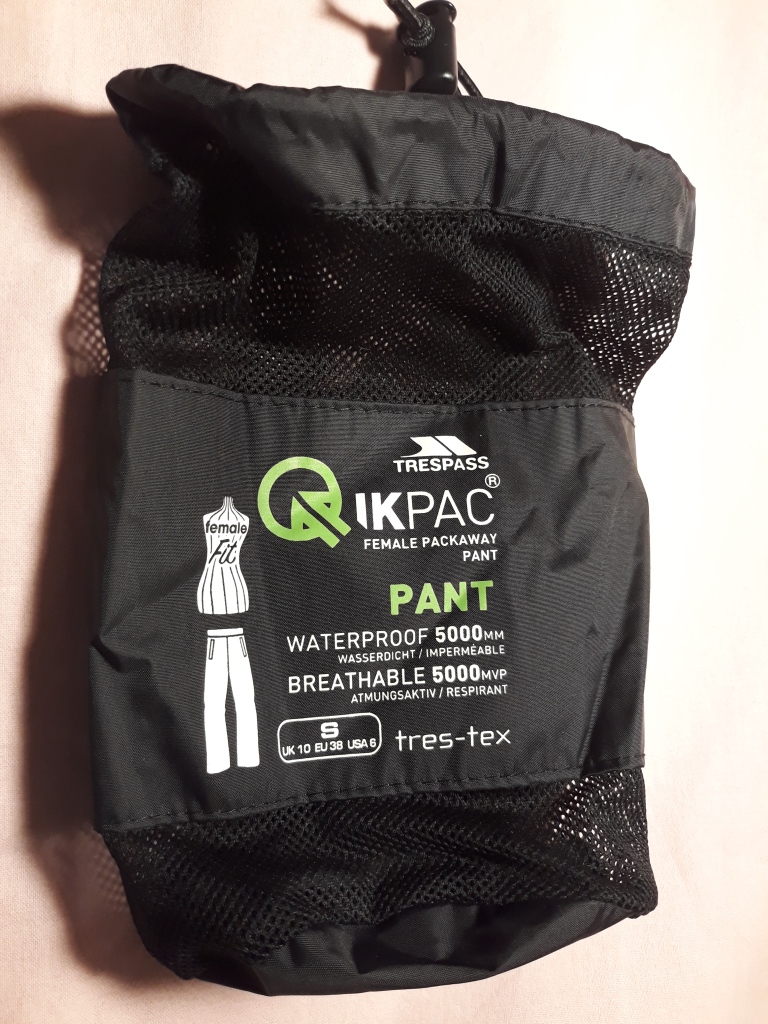 TRESPASS
QIKPAC®
FEMALE PACKAWAY
PANT
female
Fit
PANT
WATERPROOF 5000MM
WASSERDICHT / IMPERMÉABLE
BREATHABLE 5000MVP
ATMUNGSAKTIV / RESPIRANT
S
UK 10 EU 38 USA 6
tres-tex